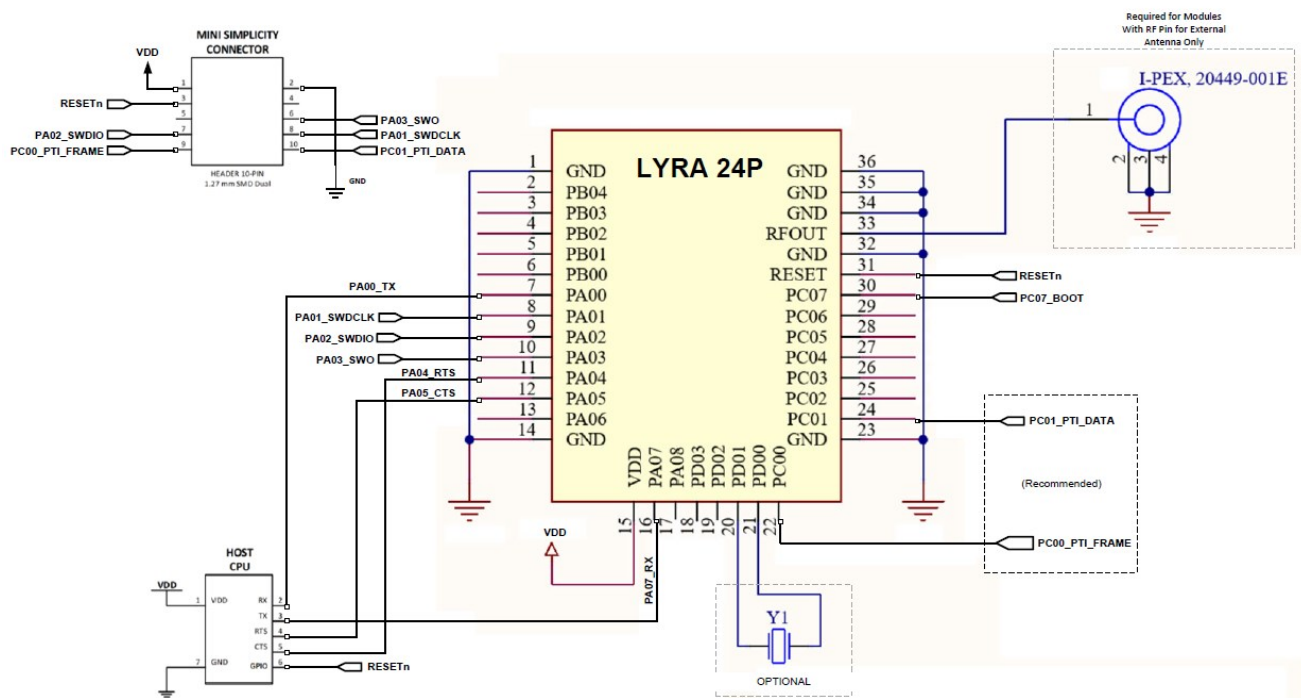 Required for Modules
With RF Pin for External
Antenna Only
I-PEX, 20449-001E
1
2
3
4
MINI SIMPLICITY
CONNECTOR
VDD
1
2
RESETn
3
4
5
6
PA03_SWO
PA02_SWDIO
7
8
PA01_SWDCLK
PC00_PTI_FRAME
9
10
PC01_PTI_DATA
HEADER 10-PIN
1.27 mm SMO Dual
GND
LYRA 24P
1 GND
2 PB04
3 PB03
4 PB02
5 PB01
6 PB00
PA00_TX 7 PA00
PA01_SWDCLK 8 PA01
PA02_SWDIO 9 PA02
PA03_SWO 10 PA03
PA04_RTS 11 PA04
PA05_CTS 12 PA05
13 PA06
14 GND
GND 36
GND 35
GND 34
RFOUT 33
GND 32
RESET 31 RESETn
PC07 30 PC07_BOOT
PC06 29
PC05 28
PC04 27
PC03 26
PC02 25
PC01 24 PC01_PTI_DATA
GND 23
(Recommended)
PC00_PTI_FRAME
VDD 15
PA07 16
PA08 17
PD03 18
PD02 19
PD01 20
PD00 21
PC00 22
VDD
PA07_RX
Y1
OPTIONAL
HOST
CPU
VDD
1 VDD
RX 2
TX 3
RTS 4
CTS 5
7 GND
GPIO 6
RESETn